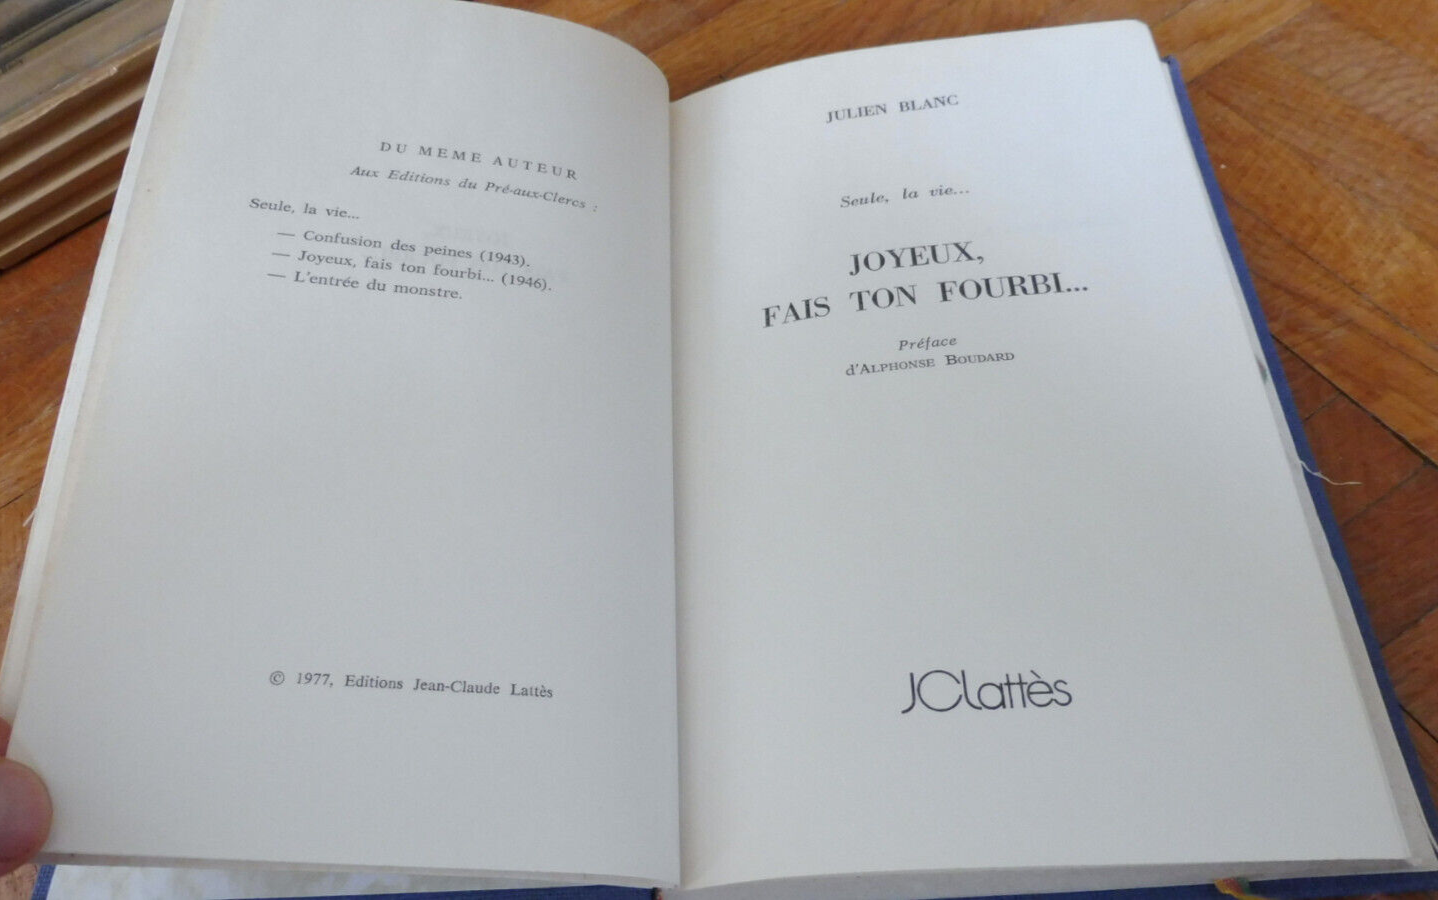 DU MEME AUTEUR
Aux Editions du Pré-aux-Clercs :
Seule, la vie...
— Confusion des peines (1943).
— Joyeux, fais ton fourbi... (1946).
— L'entrée du monstre.
© 1977, Editions Jean-Claude Lattès
JULIEN BLANC
Seule, la vie...
JOYEUX,
FAIS TON FOURBI...
Préface
d'ALPHONSE BOUDARD
JCLattès